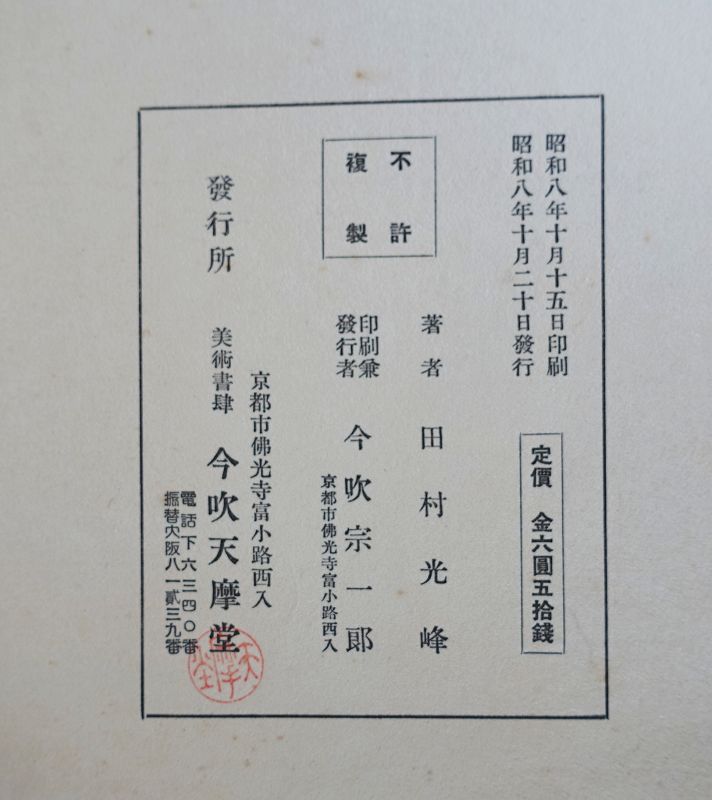 昭和八年十月十五日印刷
昭和八年十月二十日發行
定價 金六圓五拾錢
不許
複製
著者 田村光峰
印刷兼
發行者
今吹宗一郞
京都市佛光寺富小路西入
京都市佛光寺富小路西入
發行所 美術書肆 今吹天摩堂
電話下六三四〇番
振替大阪八一貳三九番
天摩堂